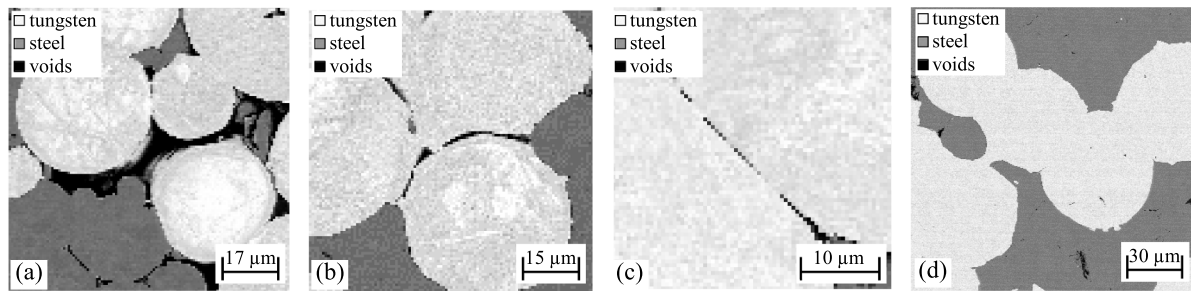 tungsten
steel
voids
(a)
17 µm
tungsten
steel
voids
(b)
15 µm
tungsten
steel
voids
(c)
10 µm
tungsten
steel
voids
(d)
30 µm